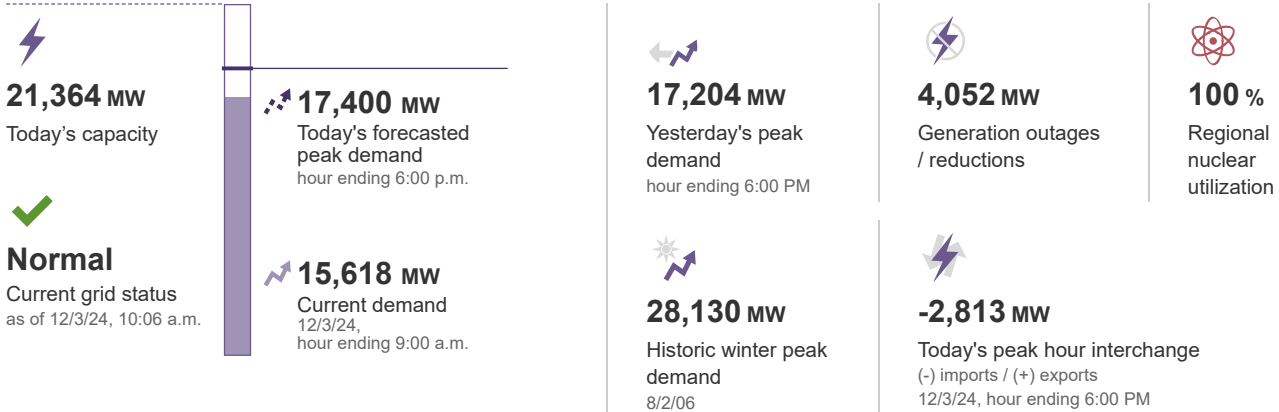 21,364 MW
Today's capacity
Normal
Current grid status
as of 12/3/24, 10:06 a.m.
17,400 MW
Today's forecasted
peak demand
hour ending 6:00 p.m.
15,618 MW
Current demand
12/3/24,
hour ending 9:00 a.m.
17,204 MW
Yesterday's peak
demand
hour ending 6:00 PM
4,052 MW
Generation outages
/ reductions
100 %
Regional
nuclear
utilization
28,130 MW
Historic winter peak
demand
8/2/06
-2,813 MW
Today's peak hour interchange
(-) imports / (+) exports
12/3/24, hour ending 6:00 PM